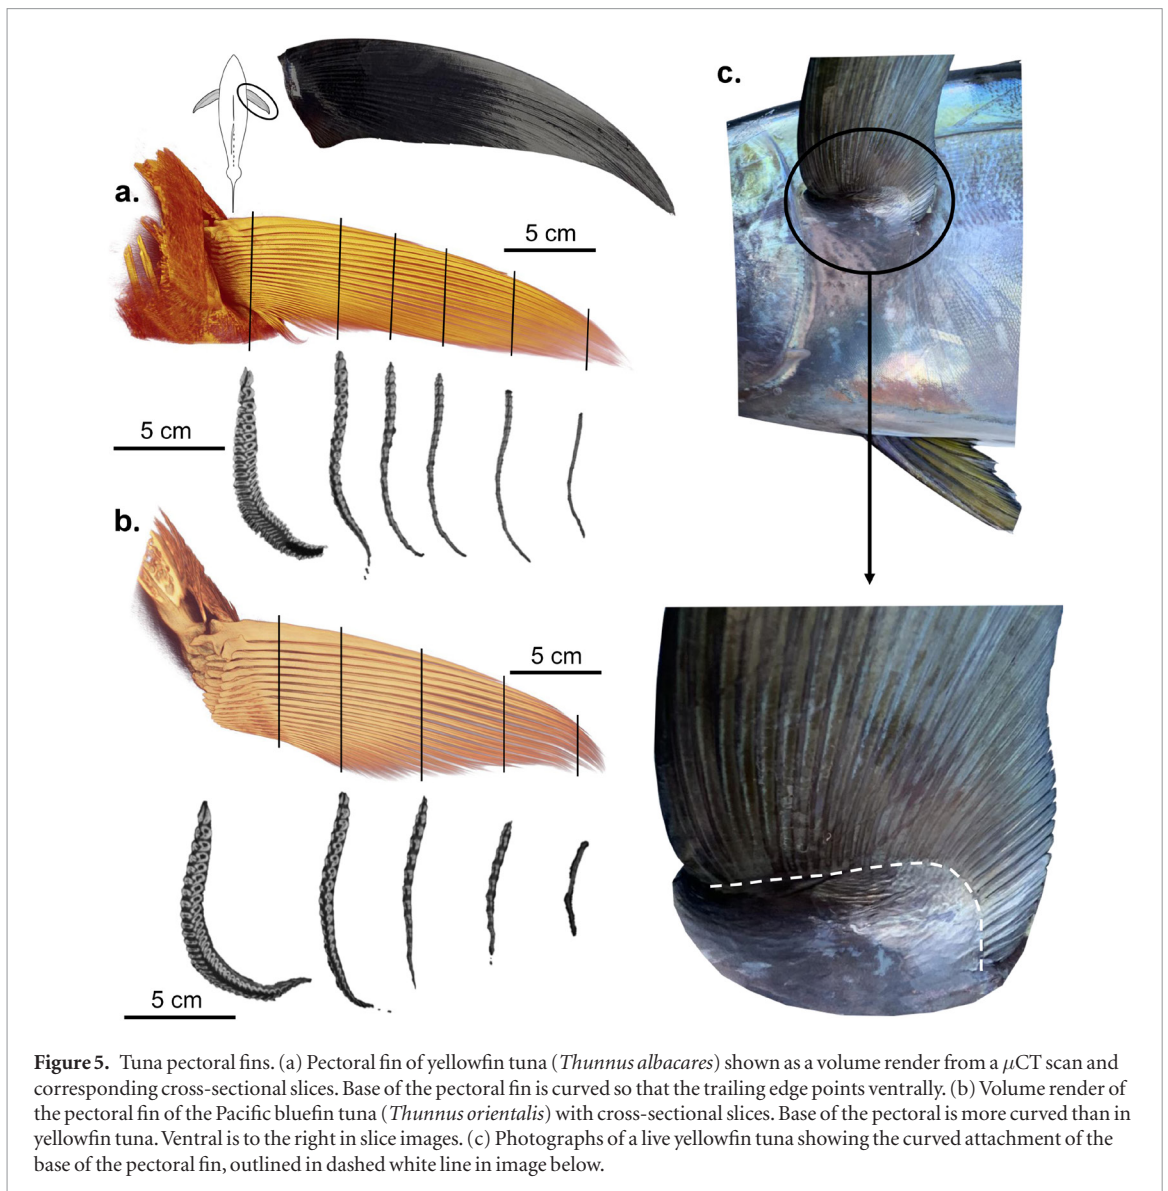 c.
a.
5 cm
5 cm
b.
5 cm
5 cm
Figure 5. Tuna pectoral fins. (a) Pectoral fin of yellowfin tuna (Thunnus albacares) shown as a volume render from a μCT scan and
corresponding cross-sectional slices. Base of the pectoral fin is curved so that the trailing edge points ventrally. (b) Volume render of
the pectoral fin of the Pacific bluefin tuna (Thunnus orientalis) with cross-sectional slices. Base of the pectoral is more curved than in
yellowfin tuna. Ventral is to the right in slice images. (c) Photographs of a live yellowfin tuna showing the curved attachment of the
base of the pectoral fin, outlined in dashed white line in image below.